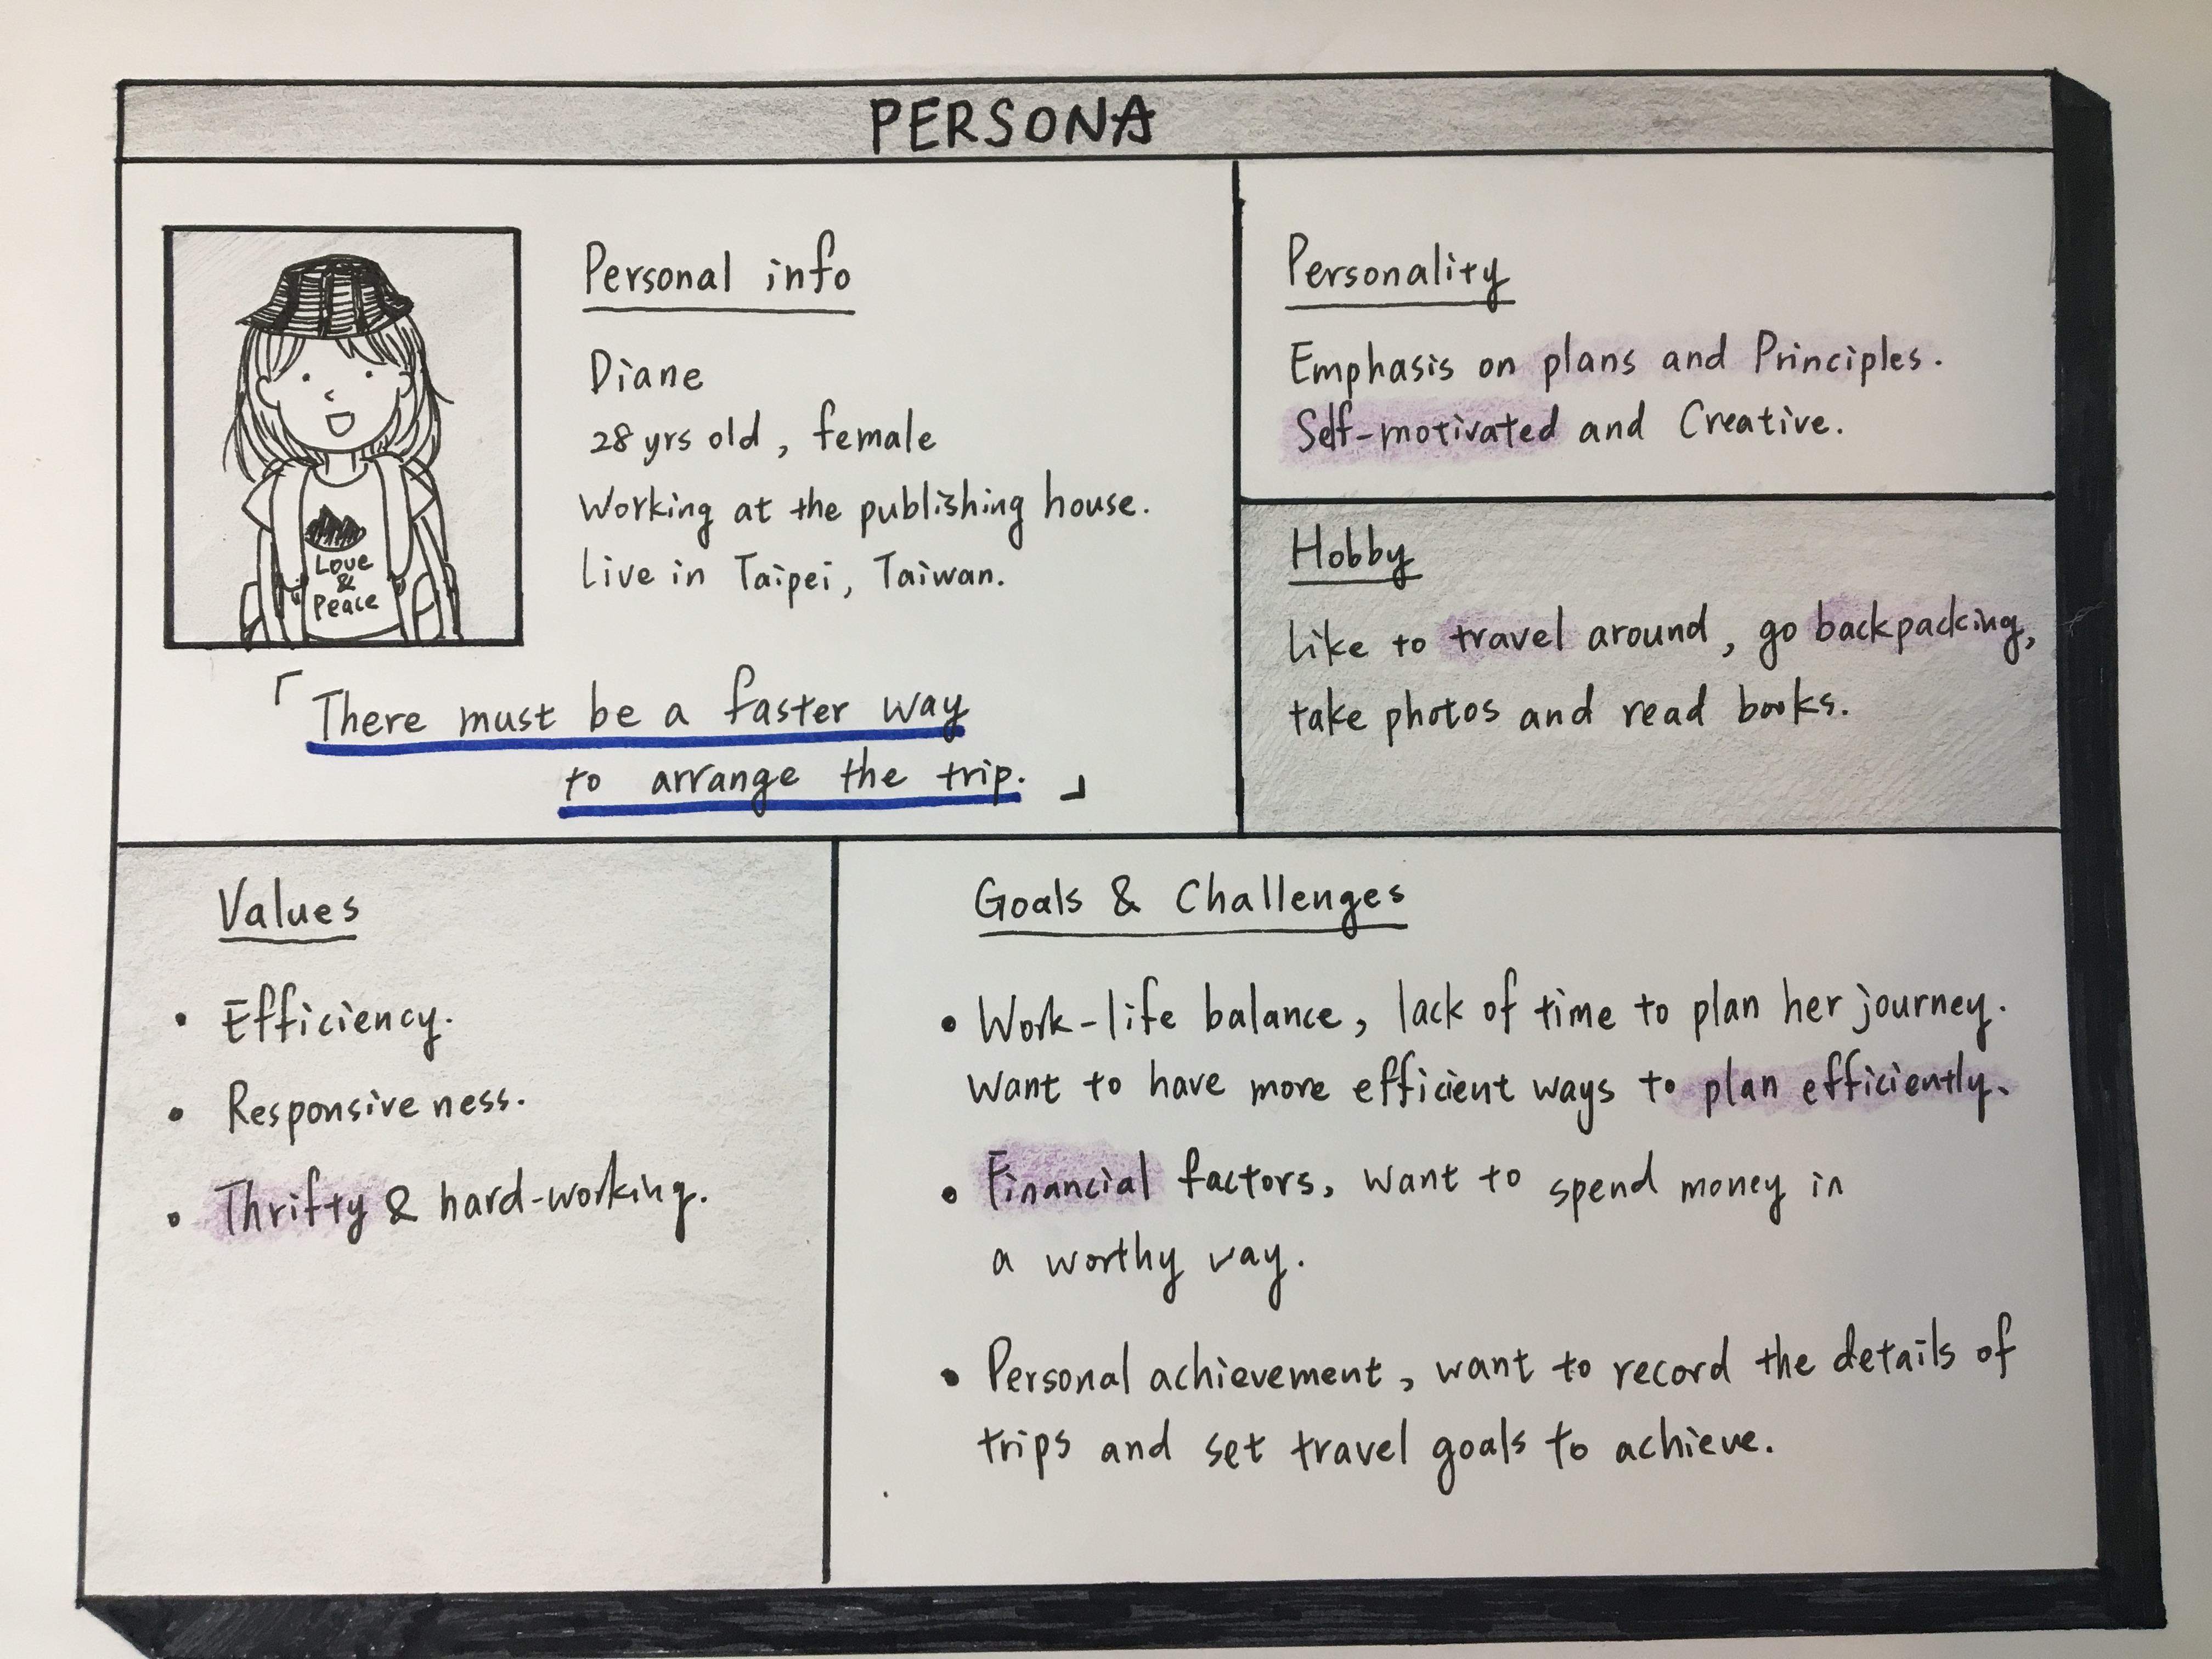 PERSONA
Love
&
Peace
Personal info
Diane
28 yrs old, female
Working at the publishing house.
Live in Taipei, Taiwan.
「There must be a faster way
to arrange the trip.」
Personality
Emphasis on plans and Principles.
Self-motivated and Creative.
Hobby
Like to travel around, go backpacking,
take photos and read books.
Values
• Efficiency.
• Responsiveness.
• Thrifty & hard-working.
Goals & Challenges
• Work-life balance, lack of time to plan her journey.
Want to have more efficient ways to plan efficiently.
• Financial factors, want to spend money in
a worthy way.
• Personal achievement, want to record the details of
trips and set travel goals to achieve.